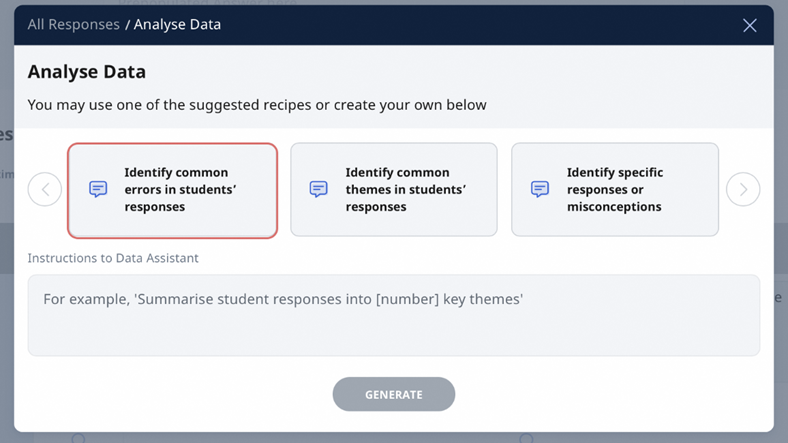 All Responses / Analyse Data
Analyse Data
You may use one of the suggested recipes or create your own below
Identify common
errors in students’
responses
Identify common
themes in students’
responses
Identify specific
responses or
misconceptions
Instructions to Data Assistant
For example, 'Summarise student responses into [number] key themes'
GENERATE